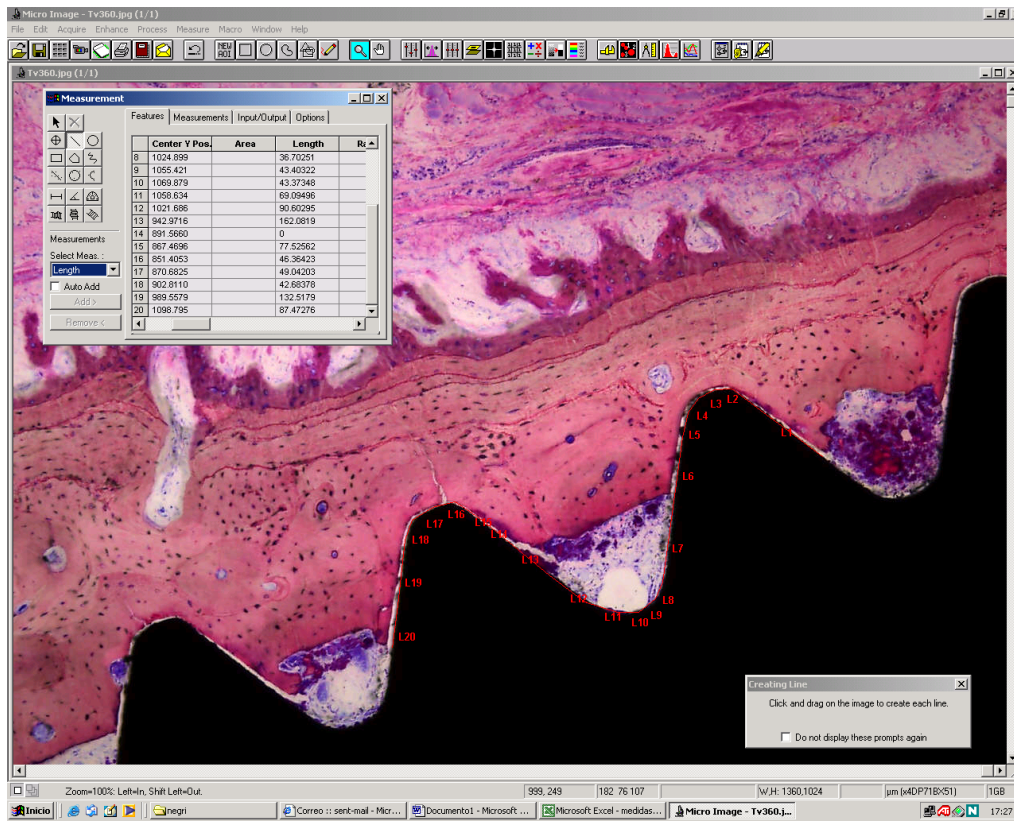 Micro Image - Tv360.jpg (1/1)
File Edit Acquire Enhance Process Measure Macro Window Help
NEW AOI
Tv360.jpg (1/1)
Measurement
Features Measurements Input/Output Options
Center Y Pos. Area Length
8 1024.899 36.70251
9 1055.421 43.40322
10 1069.879 43.37348
11 1058.634 69.09496
12 1021.686 90.60295
13 942.9716 162.0819
14 891.5660 0
15 867.4696 77.52562
16 851.4053 46.36423
17 870.6825 49.04203
18 902.8110 42.68378
19 989.5579 132.5179
20 1098.795 87.47276
Measurements
Select Meas. :
Length
Auto Add
Add >
Remove <
L1
L2
L3
L4
L5
L6
L7
L8
L9
L10
L11
L12
L13
L14
L15
L16
L17
L18
L19
L20
Creating Line
Click and drag on the image to create each line.
Do not display these prompts again
Zoom=100%: Left=In, Shift Left=Out. 999, 249 182 76 107 W,H: 1360,1024 µm (x4DP71BX51) 1GB
Inicio negri Correo :: sent-mail - Micr... Documento1 - Microsoft ... Microsoft Excel - medidas... Micro Image - Tv360.j... N 17:27